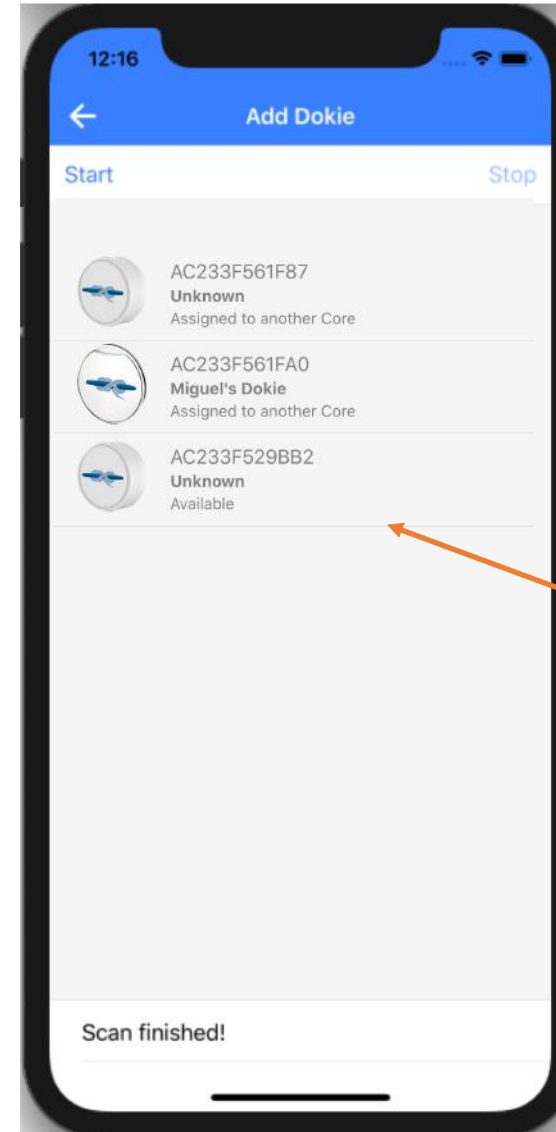 12:16
Add Dokie
Start Stop
AC233F561F87
Unknown
Assigned to another Core
AC233F561FA0
Miguel's Dokie
Assigned to another Core
AC233F529BB2
Unknown
Available
Scan finished!